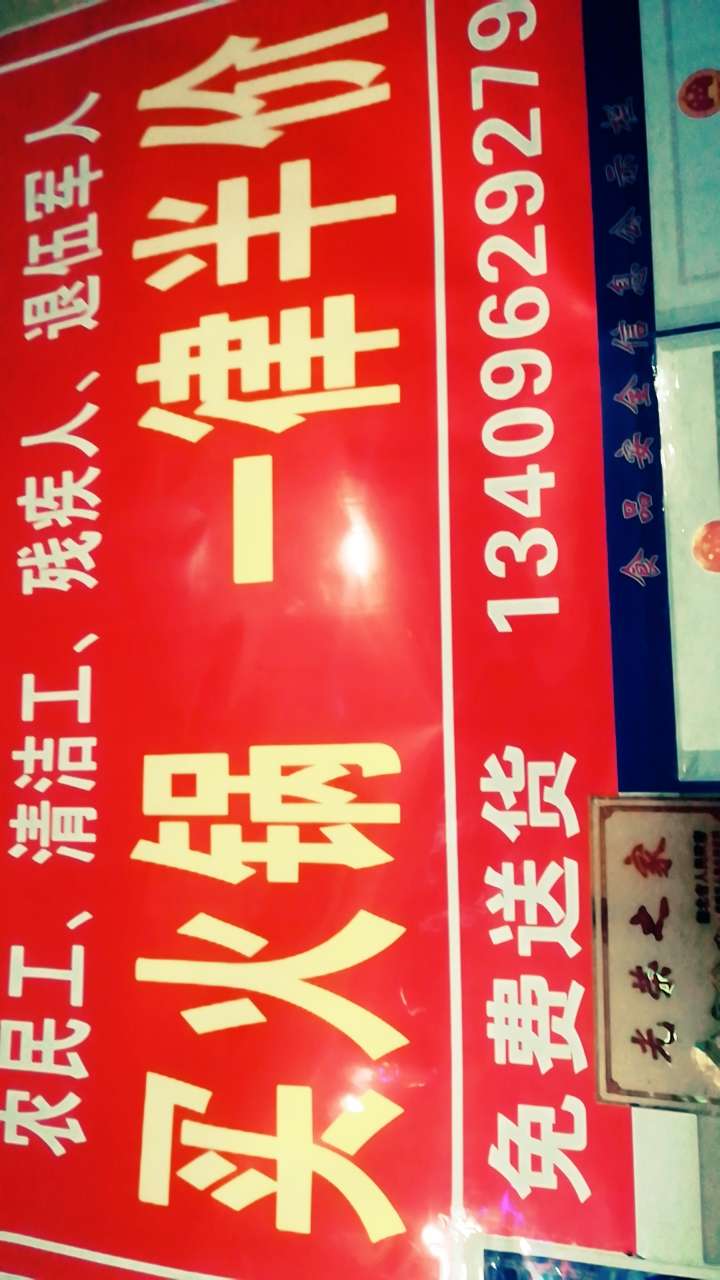 农民工、清洁工、残疾人、退伍军人
买火锅 一律半价
免费送货 13409629279
食品安全信息公示栏
光荣之家